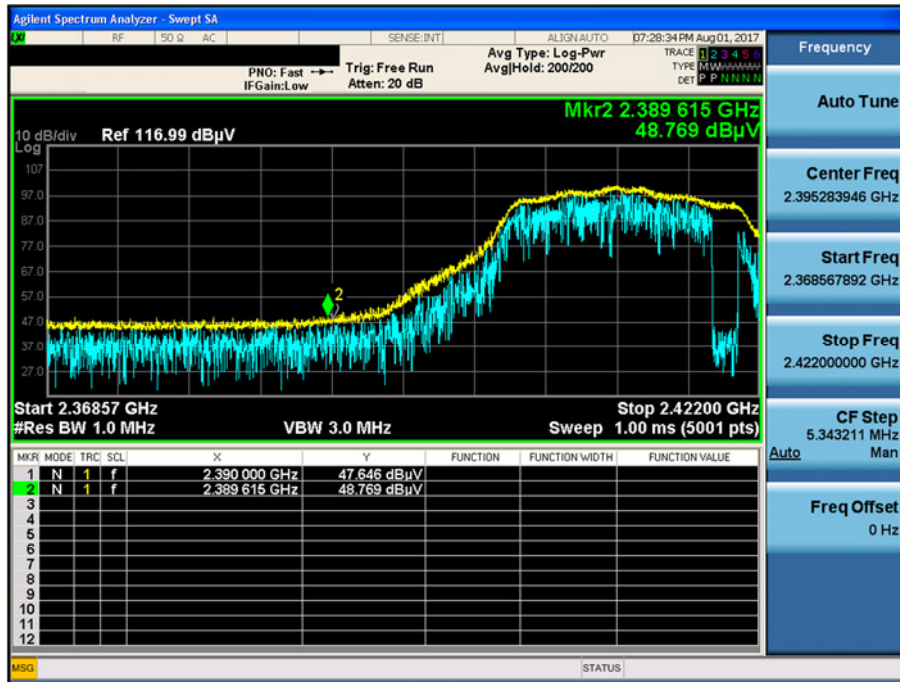 Agilent Spectrum Analyzer - Swept SA
LXI RF 50 Ω AC SENSE:INT ALIGN AUTO 07:28:34 PM Aug 01, 2017
PNO: Fast Trig: Free Run Avg Type: Log-Pwr TRACE 1 2 3 4 5 6
IFGain:Low Atten: 20 dB Avg|Hold: 200/200 TYPE M
DET P P N N N N
Mkr2 2.389 615 GHz
48.769 dBµV
10 dB/div Ref 116.99 dBµV
Log
107
97.0
87.0
77.0
67.0
57.0
47.0
37.0
27.0
2
Start 2.36857 GHz Stop 2.42200 GHz
#Res BW 1.0 MHz VBW 3.0 MHz Sweep 1.00 ms (5001 pts)
MKR MODE TRC SCL X Y FUNCTION FUNCTION WIDTH FUNCTION VALUE
1 N 1 f 2.390 000 GHz 47.646 dBµV
2 N 1 f 2.389 615 GHz 48.769 dBµV
3
4
5
6
7
8
9
10
11
12
MSG STATUS
Frequency
Auto Tune
Center Freq
2.395283946 GHz
Start Freq
2.368567892 GHz
Stop Freq
2.422000000 GHz
CF Step
5.343211 MHz
Auto Man
Freq Offset
0 Hz